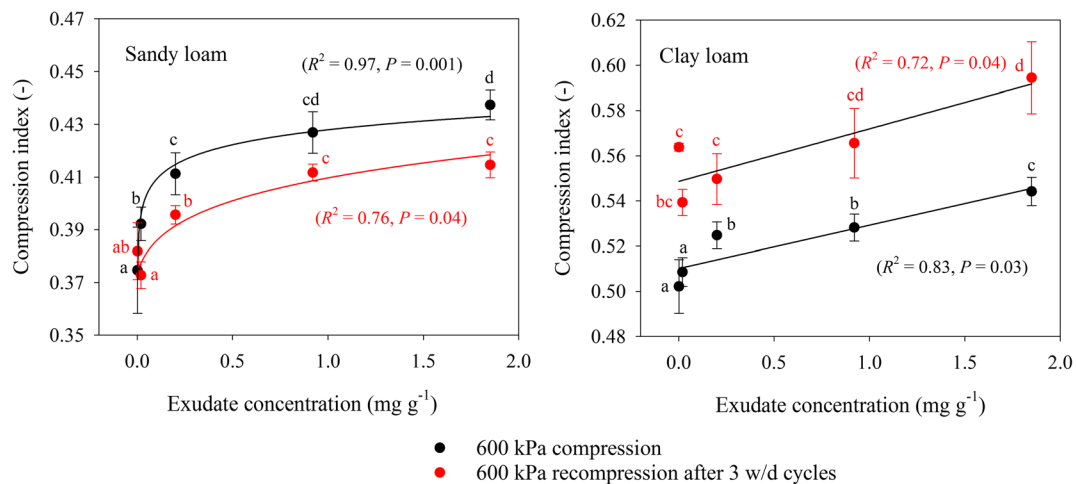 Sandy loam
(R² = 0.97, P = 0.001)
(R² = 0.76, P = 0.04)
Compression index (-)
0.47
0.45
0.43
0.41
0.39
0.37
0.35
a
b
c
cd
d
ab
a
b
c
c
0.0
0.5
1.0
1.5
2.0
Exudate concentration (mg g⁻¹)
Clay loam
(R² = 0.72, P = 0.04)
(R² = 0.83, P = 0.03)
Compression index (-)
0.62
0.60
0.58
0.56
0.54
0.52
0.50
0.48
c
bc
c
cd
d
a
a
b
b
c
0.0
0.5
1.0
1.5
2.0
Exudate concentration (mg g⁻¹)
600 kPa compression
600 kPa recompression after 3 w/d cycles